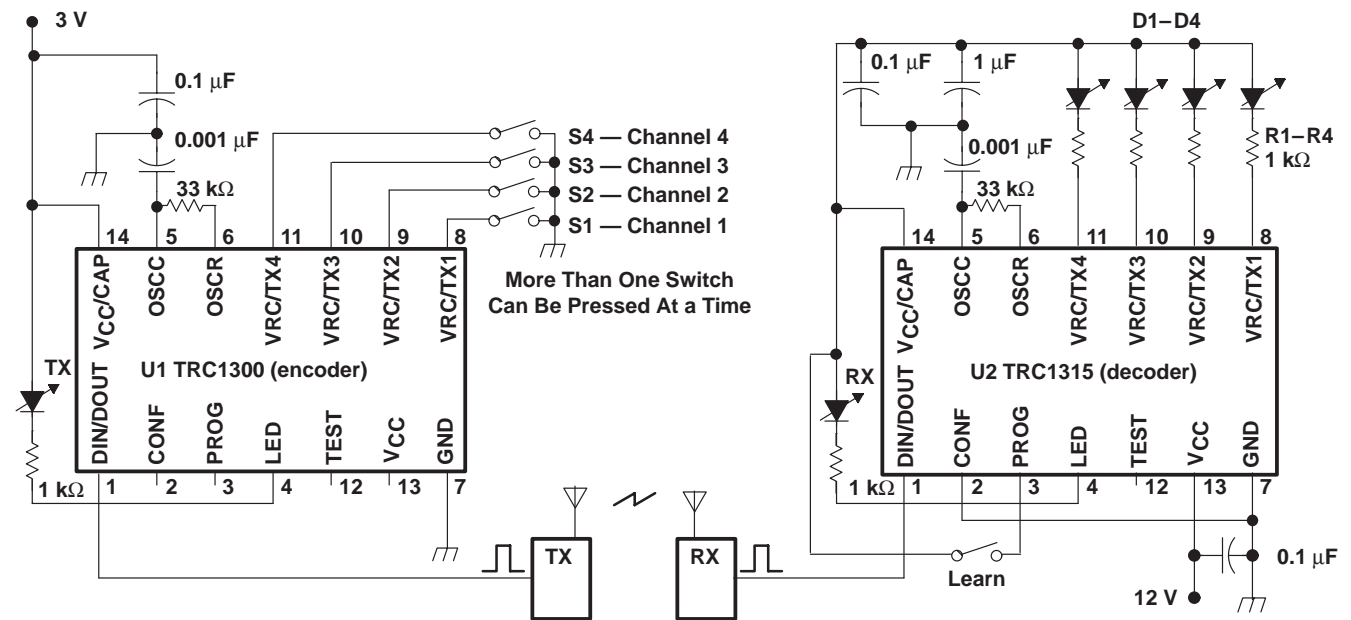 3 V
0.1 μF
0.001 μF
33 kΩ
S4 — Channel 4
S3 — Channel 3
S2 — Channel 2
S1 — Channel 1
More Than One Switch
Can Be Pressed At a Time
14 5 6 11 10 9 8
VCC/CAP
OSCC
OSCR
VRC/TX4
VRC/TX3
VRC/TX2
VRC/TX1
U1 TRC1300 (encoder)
TX
DIN/DOUT
CONF
PROG
LED
TEST
VCC
GND
1 kΩ
1 2 3 4 12 13 7
TX
D1–D4
0.1 μF
1 μF
0.001 μF
33 kΩ
R1–R4
1 kΩ
14 5 6 11 10 9 8
VCC/CAP
OSCC
OSCR
VRC/TX4
VRC/TX3
VRC/TX2
VRC/TX1
U2 TRC1315 (decoder)
RX
DIN/DOUT
CONF
PROG
LED
TEST
VCC
GND
1 kΩ
1 2 3 4 12 13 7
RX
Learn
0.1 μF
12 V